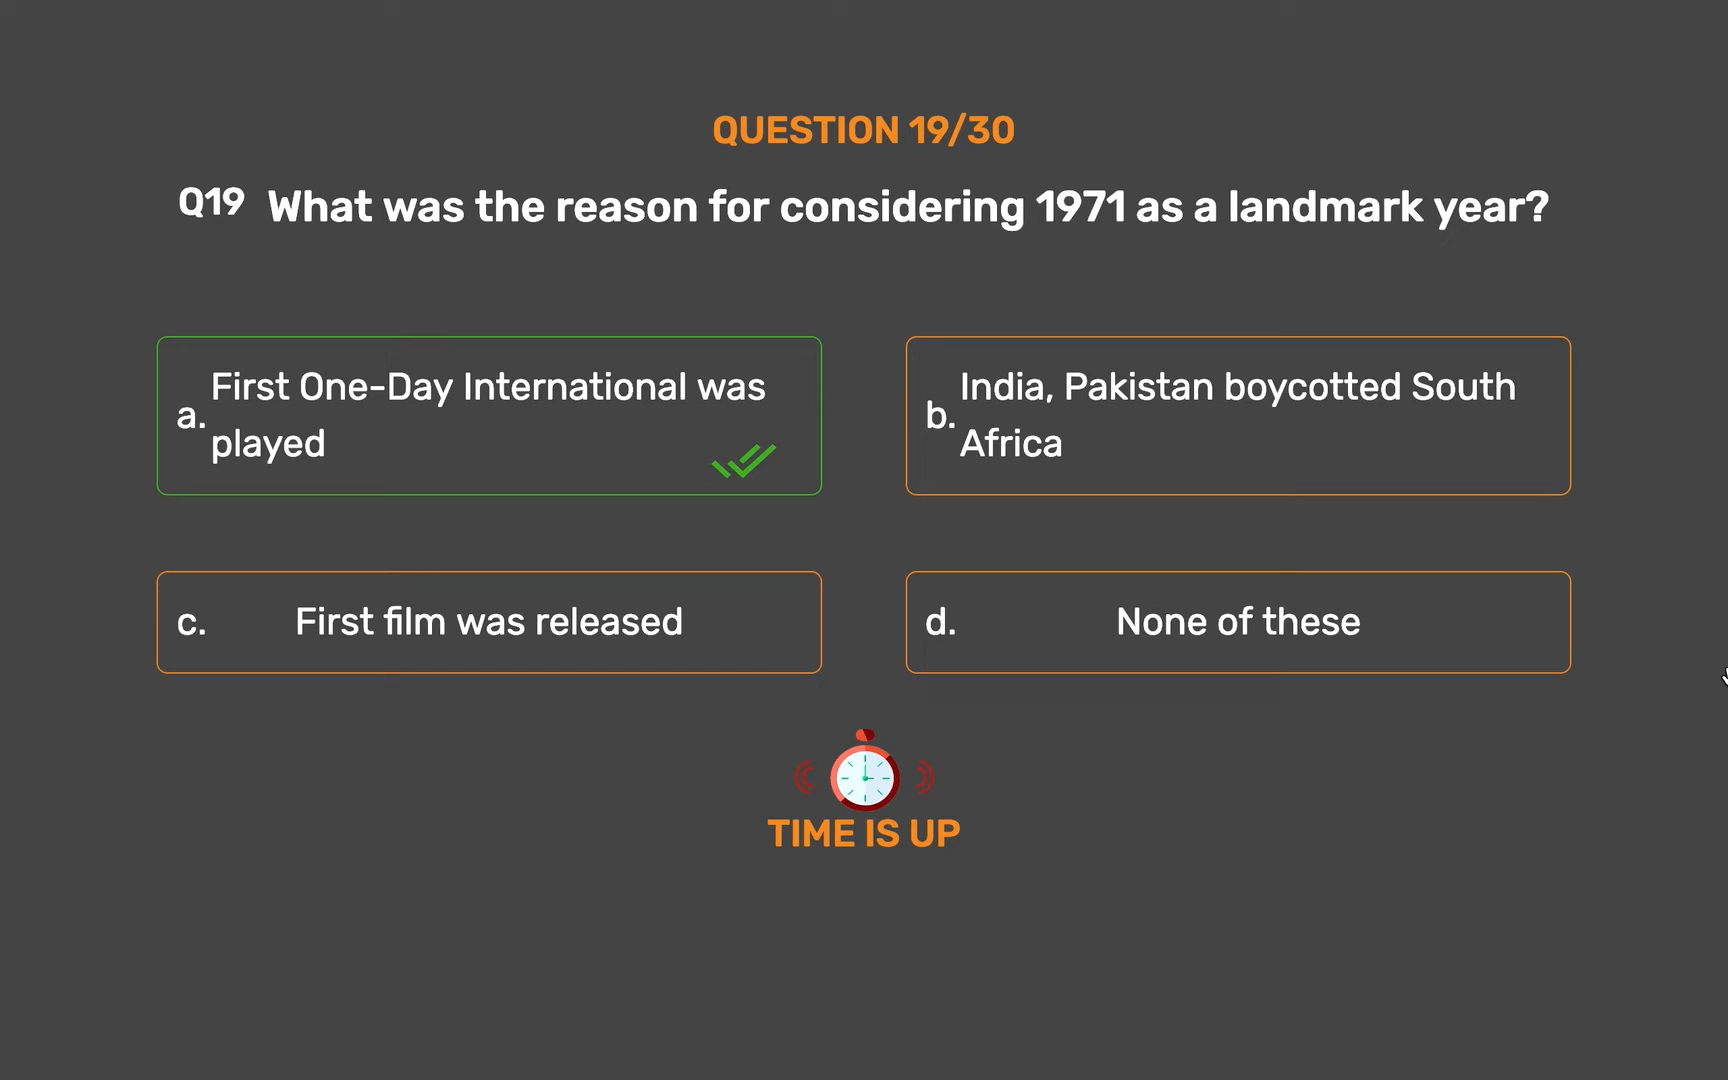 QUESTION 19/30
Q19 What was the reason for considering 1971 as a landmark year?
a. First One-Day International was
played
b. India, Pakistan boycotted South
Africa
c. First film was released
d. None of these
TIME IS UP